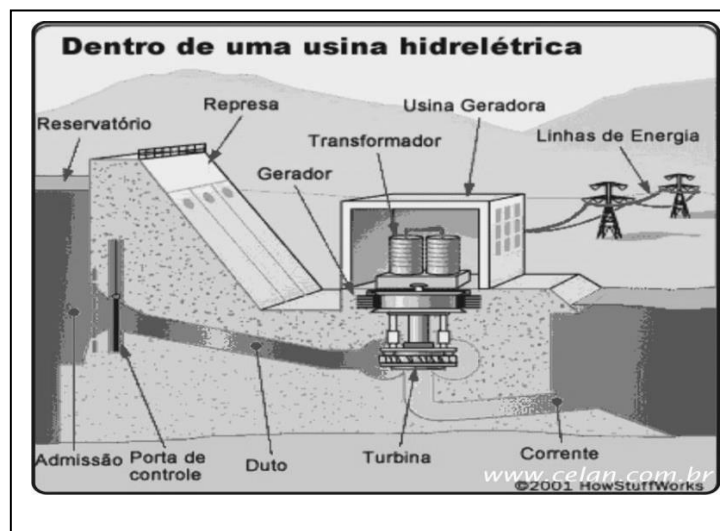 Dentro de uma usina hidrelétrica
Represa
Usina Geradora
Reservatório
Transformador
Linhas de Energia
Gerador
Admissão
Porta de
controle
Duto
Turbina
Corrente
www.celan.com.br
©2001 HowStuffWorks